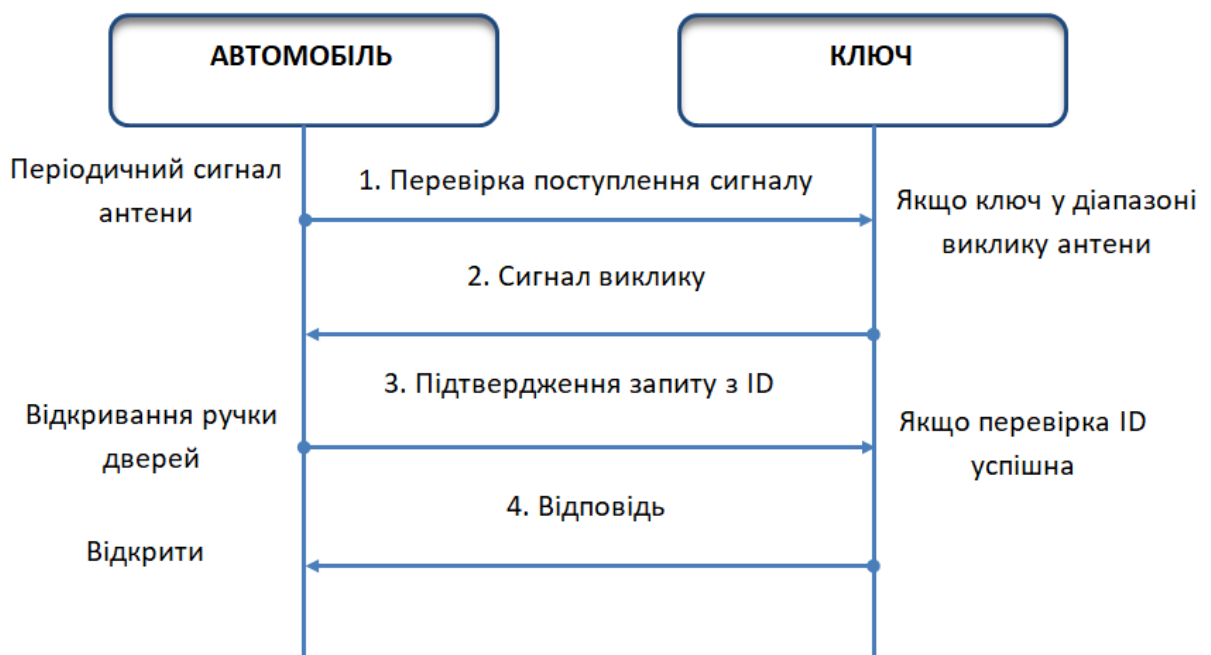 АВТОМОБІЛЬ
КЛЮЧ
Періодичний сигнал
антени
1. Перевірка поступлення сигналу
Якщо ключ у діапазоні
виклику антени
2. Сигнал виклику
3. Підтвердження запиту з ID
Відкривання ручки
дверей
Якщо перевірка ID
успішна
4. Відповідь
Відкрити